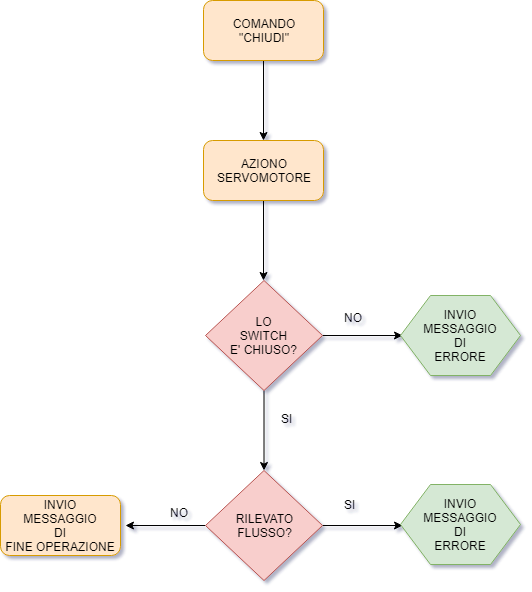 COMANDO
"CHIUDI"
AZIONO
SERVOMOTORE
LO
SWITCH
E' CHIUSO?
NO
INVIO
MESSAGGIO
DI
ERRORE
SI
RILEVATO
FLUSSO?
NO
INVIO
MESSAGGIO
DI
FINE OPERAZIONE
SI
INVIO
MESSAGGIO
DI
ERRORE